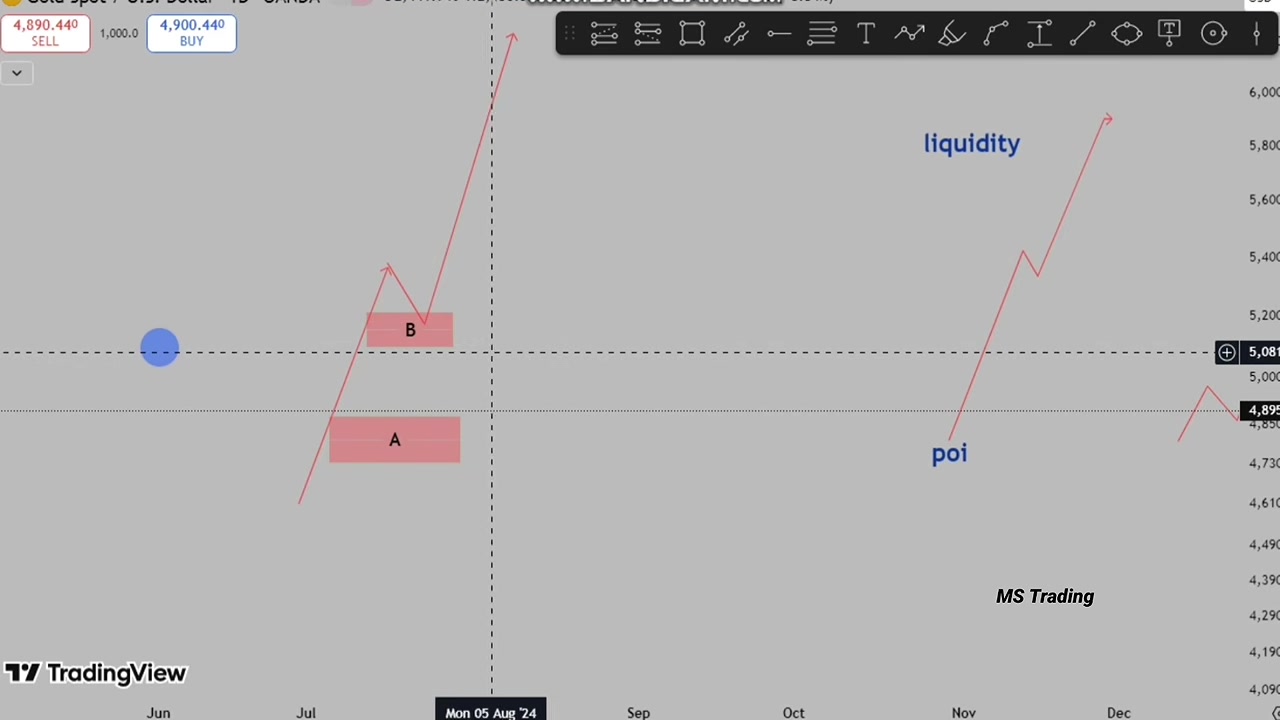 4,890.440
SELL
1,000.0
4,900.440
BUY
liquidity
6,000
5,800
5,600
5,400
B
5,200
5,081
5,000
4,895
4,850
A
poi
4,730
4,610
4,490
4,390
MS Trading
4,290
4,190
TradingView
4,090
Jun
Jul
Mon 05 Aug '24
Sep
Oct
Nov
Dec